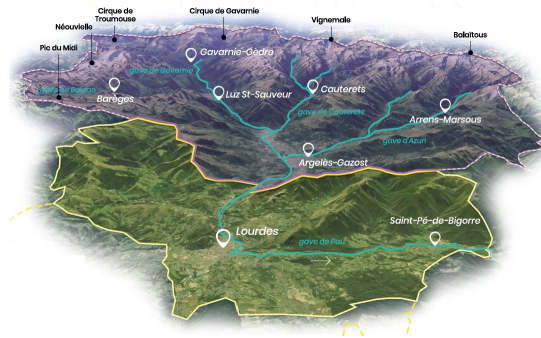 Cirque de
Troumouse
Cirque de Gavarnie
Vignemale
Néouvielle
Balaïtous
Pic du Midi
Gavarnie-Gèdre
gave de Gavarnie
gave de Bastan
Barèges
Luz St-Sauveur
Cauterets
gave de Cauterets
Arrens-Marsous
gave d'Azun
Argelès-Gazost
Lourdes
Saint-Pé-de-Bigorre
gave de Pau